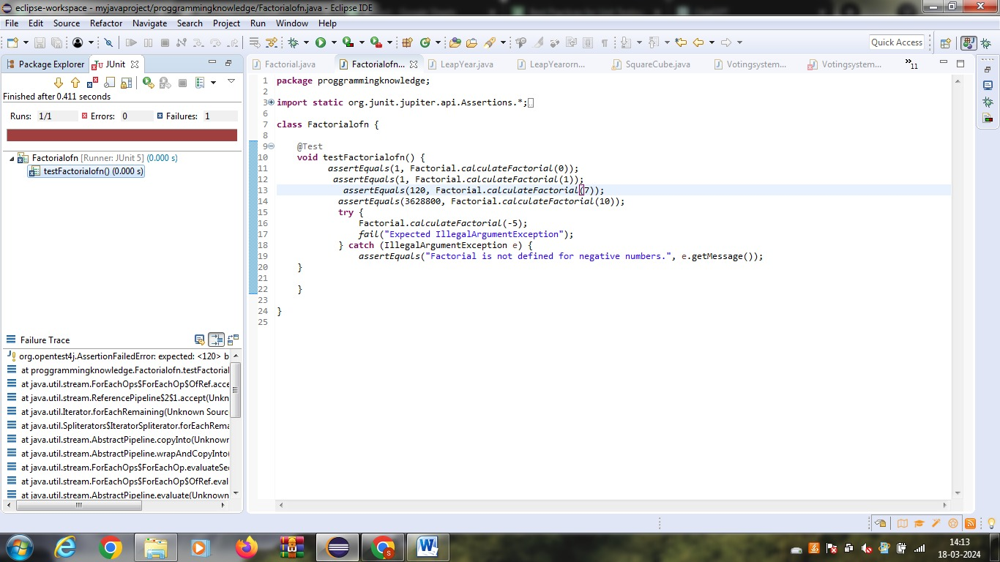 eclipse-workspace - myjavaproject/proggrammingknowledge/Factorialofn.java - Eclipse IDE
File Edit Source Refactor Navigate Search Project Run Window Help
Quick Access
Package Explorer JUnit
Factorial.java Factorialofn... LeapYear.java LeapYearorn... SquareCube.java Votingsystem... Votingsystem... »11
Finished after 0.411 seconds
Runs: 1/1 Errors: 0 Failures: 1
Factorialofn [Runner: JUnit 5] (0.000 s)
testFactorialofn() (0.000 s)
Failure Trace
org.opentest4j.AssertionFailedError: expected: <120> b
at proggrammingknowledge.Factorialofn.testFactorial
at java.util.stream.ForEachOps$ForEachOp$OfRef.acce
at java.util.stream.ReferencePipeline$2$1.accept(Unkn
at java.util.Iterator.forEachRemaining(Unknown Sourc
at java.util.Spliterators$IteratorSpliterator.forEachRema
at java.util.stream.AbstractPipeline.copyInto(Unknown
at java.util.stream.AbstractPipeline.wrapAndCopyInto(
at java.util.stream.ForEachOps$ForEachOp.evaluateSe
at java.util.stream.ForEachOps$ForEachOp$OfRef.eval
at java.util.stream.AbstractPipeline.evaluate(Unknown
1 package proggrammingknowledge;
2
3 import static org.junit.jupiter.api.Assertions.*;
6
7 class Factorialofn {
8
9 @Test
10 void testFactorialofn() {
11 assertEquals(1, Factorial.calculateFactorial(0));
12 assertEquals(1, Factorial.calculateFactorial(1));
13 assertEquals(120, Factorial.calculateFactorial(7));
14 assertEquals(3628800, Factorial.calculateFactorial(10));
15 try {
16 Factorial.calculateFactorial(-5);
17 fail("Expected IllegalArgumentException");
18 } catch (IllegalArgumentException e) {
19 assertEquals("Factorial is not defined for negative numbers.", e.getMessage());
20 }
21
22 }
23
24 }
25
14:13
18-03-2024